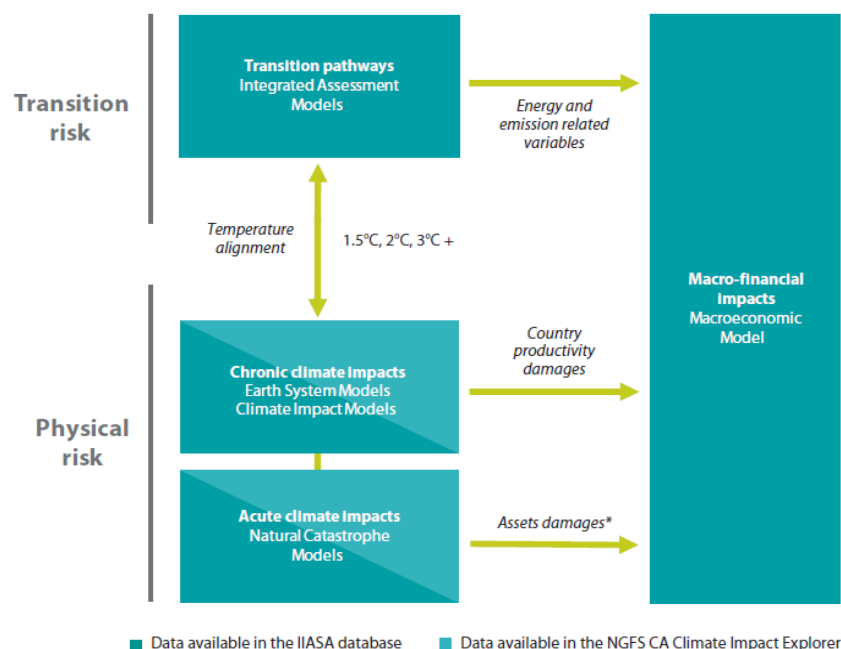 Transition
risk
Transition pathways
Integrated Assessment
Models
Energy and
emission related
variables
Temperature
alignment
1.5°C, 2°C, 3°C +
Macro-financial
impacts
Macroeconomic
Model
Physical
risk
Chronic climate impacts
Earth System Models
Climate Impact Models
Country
productivity
damages
Acute climate impacts
Natural Catastrophe
Models
Assets damages*
Data available in the IIASA database
Data available in the NGFS CA Climate Impact Explorer